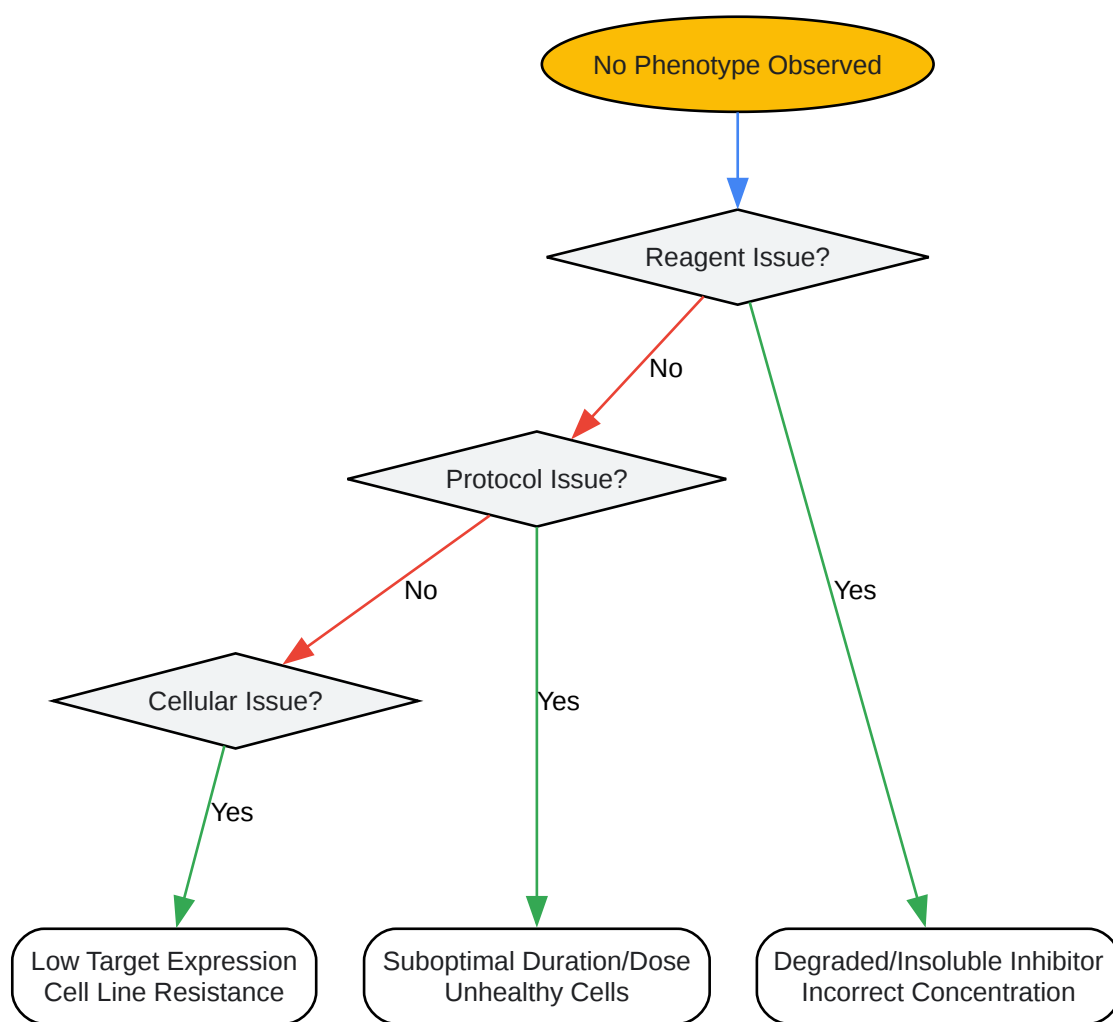 No Phenotype Observed
Reagent Issue?
No
Protocol Issue?
No
Yes
Cellular Issue?
Yes
Yes
Low Target Expression
Cell Line Resistance
Suboptimal Duration/Dose
Unhealthy Cells
Degraded/Insoluble Inhibitor
Incorrect Concentration